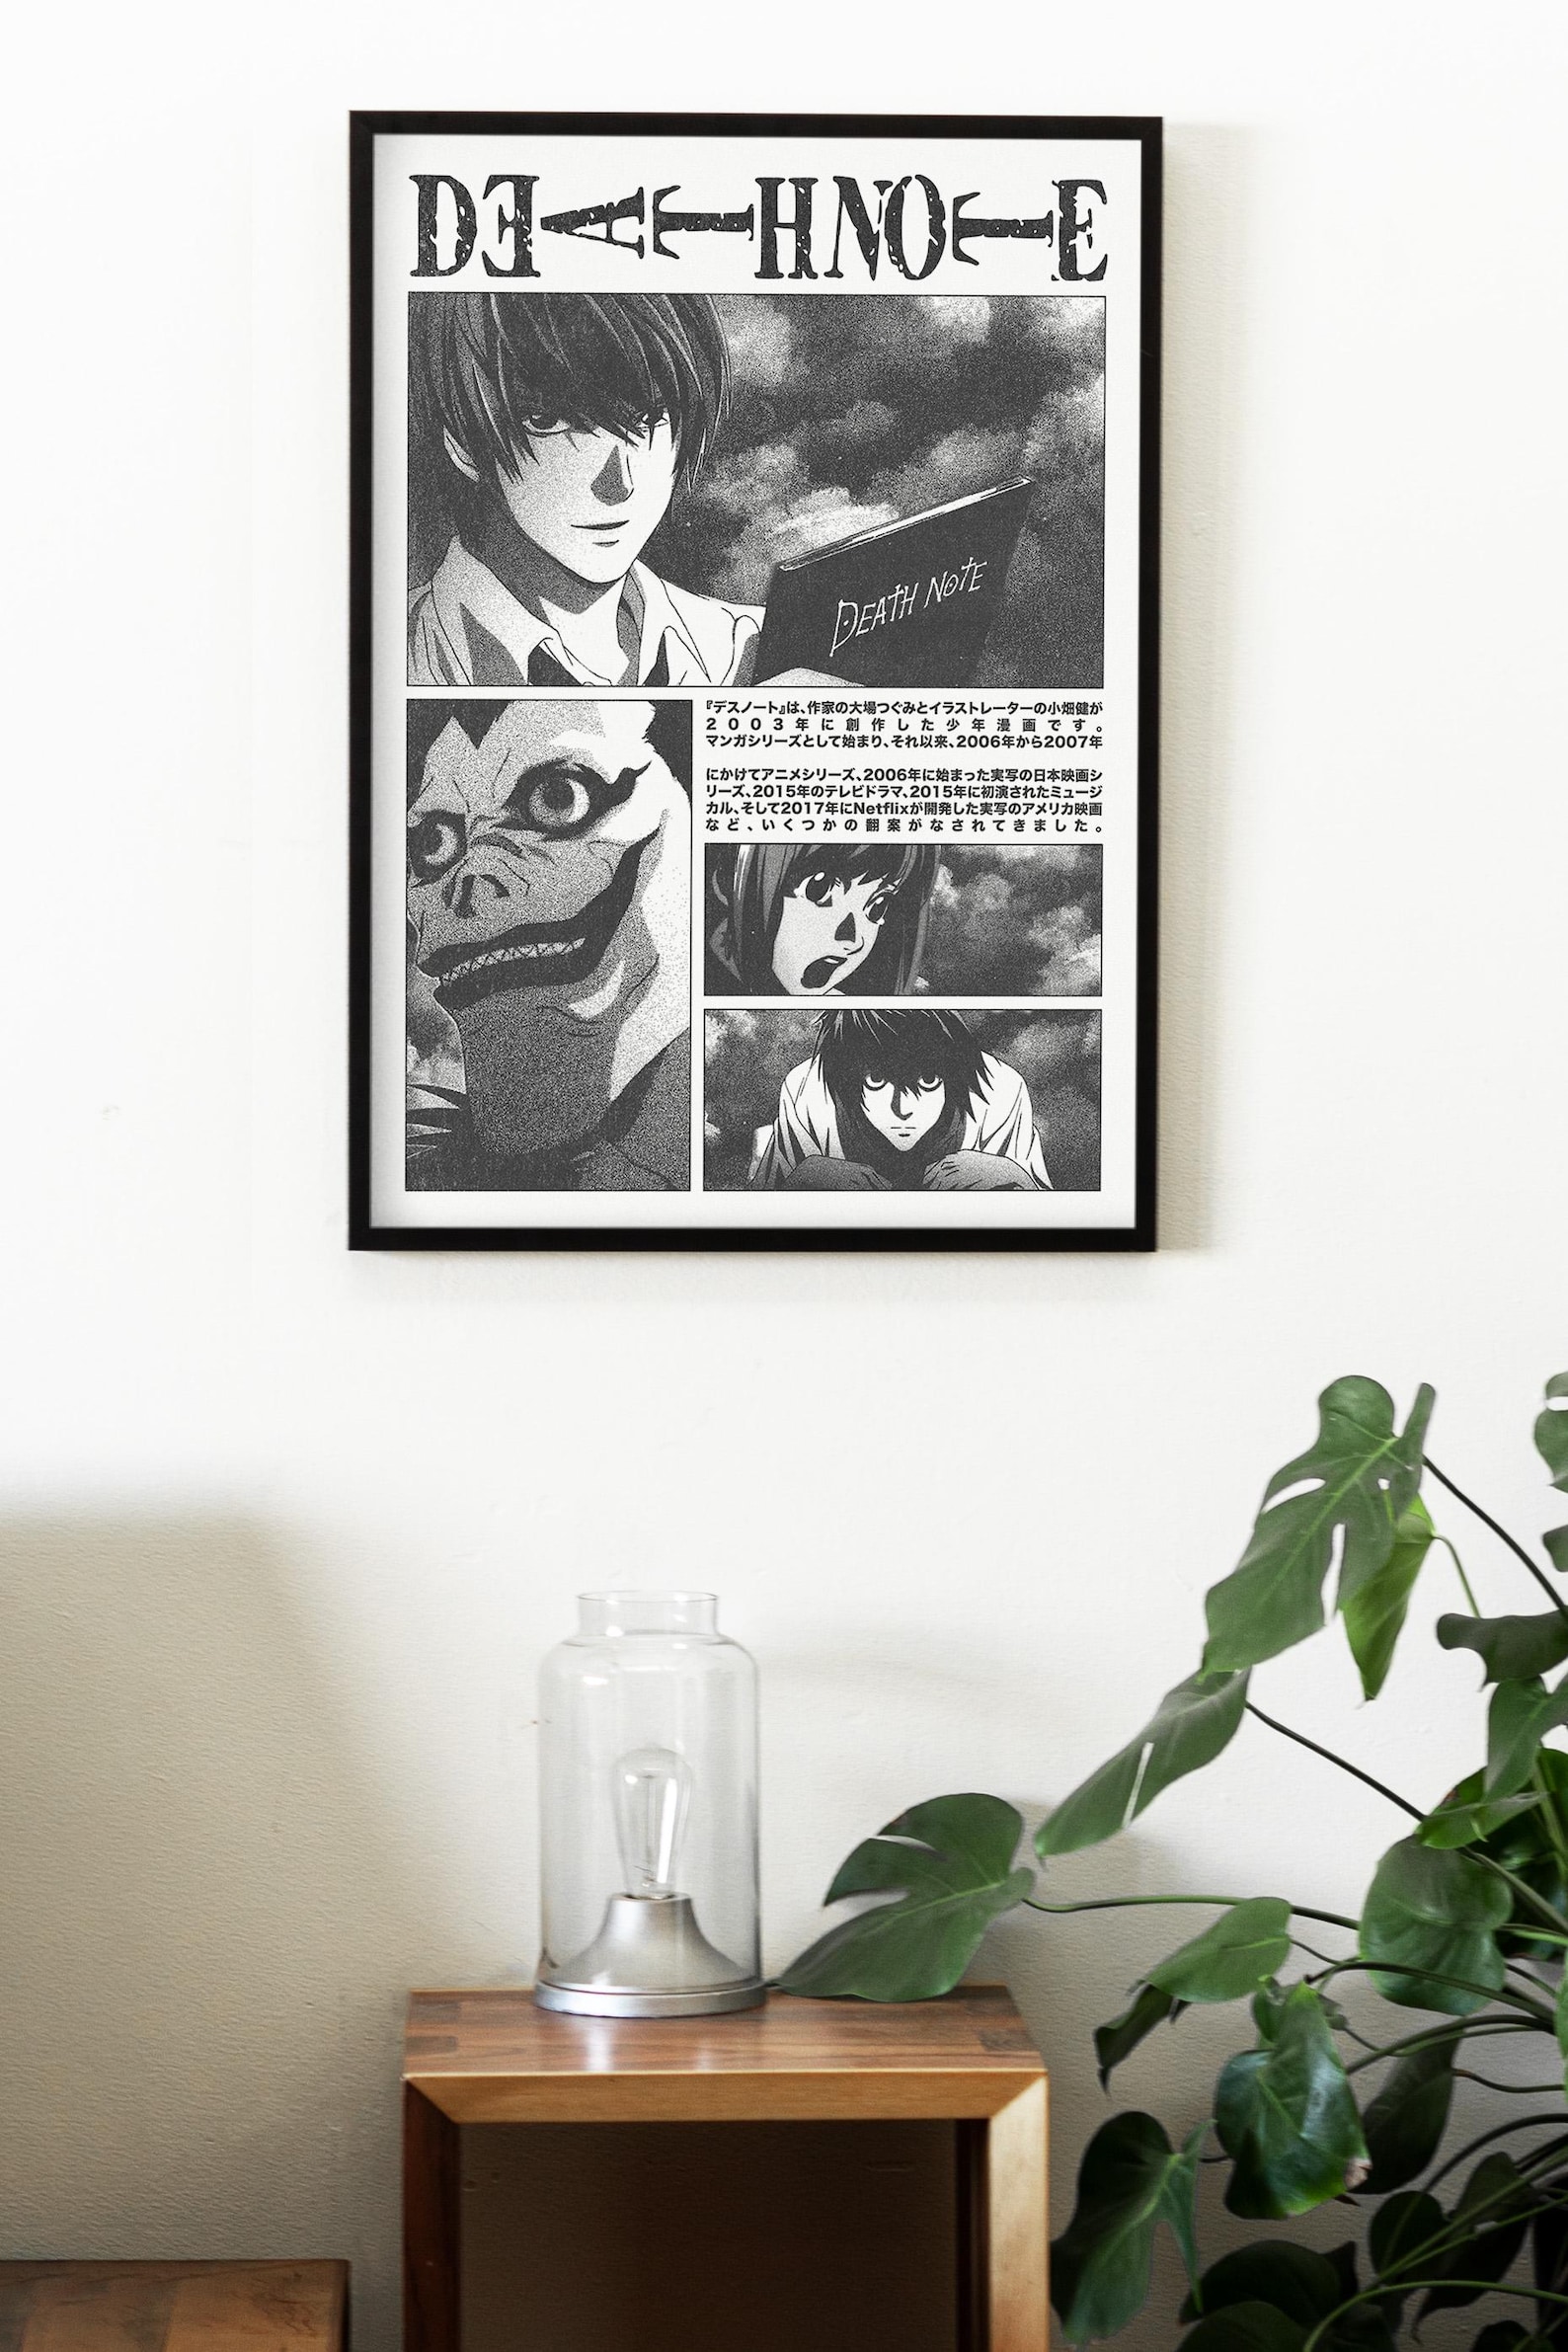 DEATHNOTE
DEATH NOTE
『デスノート』は、作家の大場つぐみとイラストレーターの小畑健が
2003年に創作した少年漫画です。
マンガシリーズとして始まり、それ以来、2006年から2007年
にかけてアニメシリーズ、2006年に始まった実写の日本映画シ
リーズ、2015年のテレビドラマ、2015年に初演されたミュージ
カル、そして2017年にNetflixが開発した実写のアメリカ映画
など、いくつかの翻案がなされてきました。